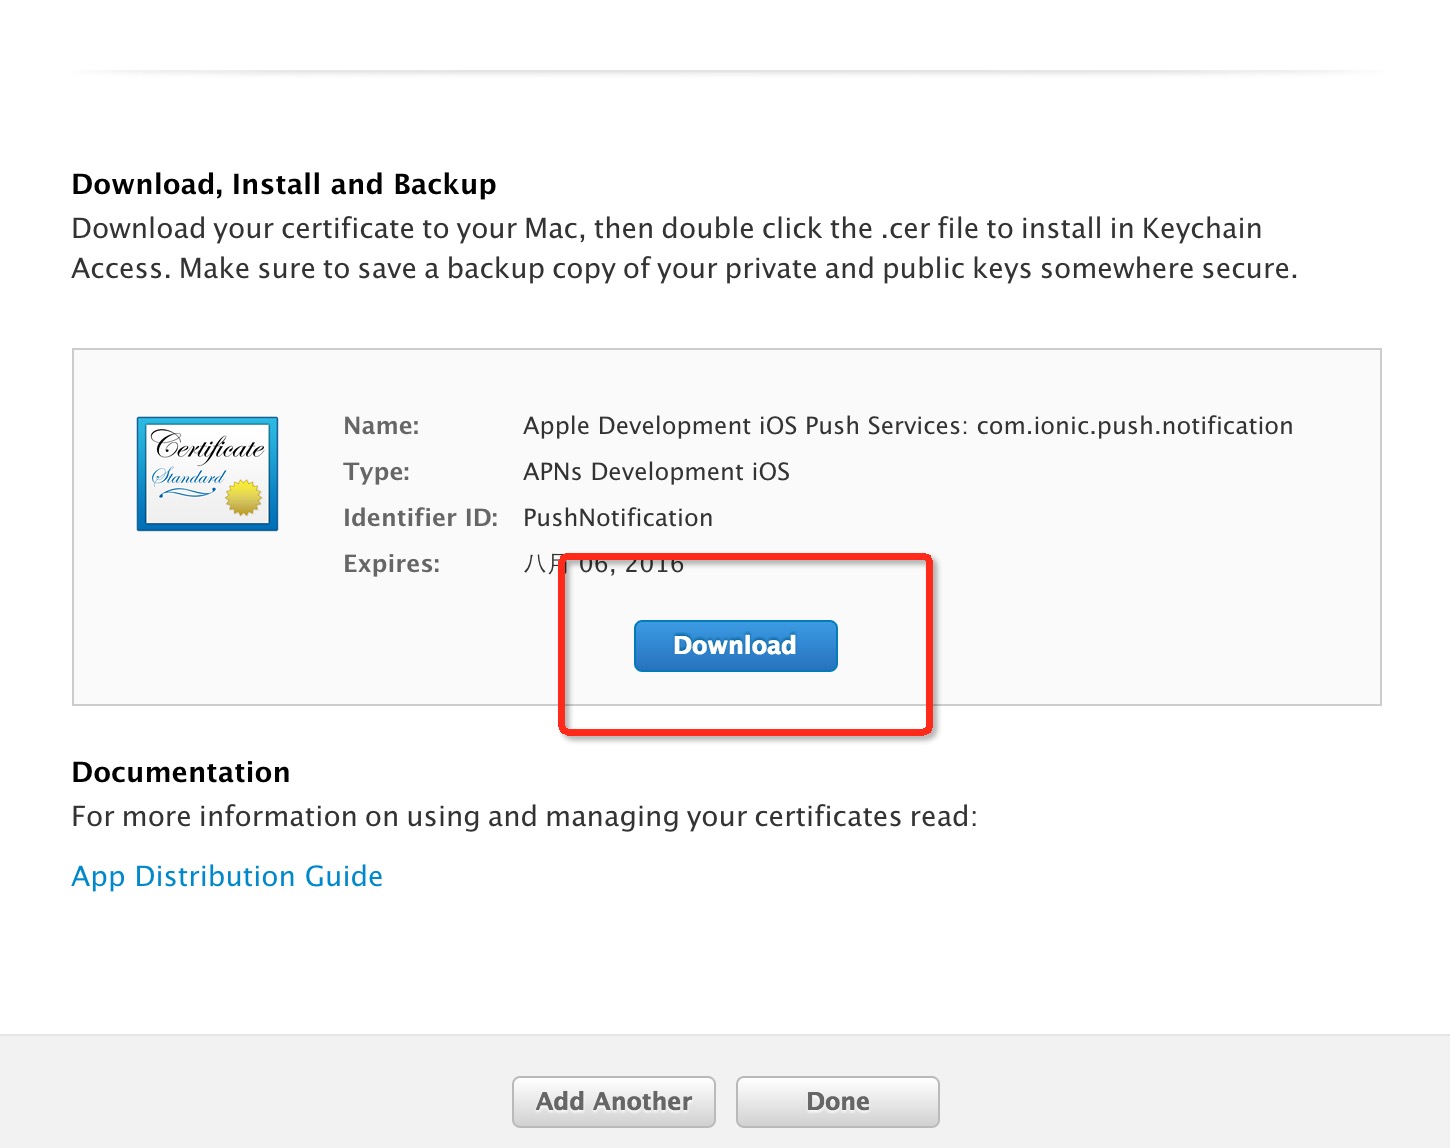 Download, Install and Backup
Download your certificate to your Mac, then double click the .cer file to install in Keychain
Access. Make sure to save a backup copy of your private and public keys somewhere secure.
Certificate
Standard
Name: Apple Development iOS Push Services: com.ionic.push.notification
Type: APNs Development iOS
Identifier ID: PushNotification
Expires: 八月 06, 2016
Download
Documentation
For more information on using and managing your certificates read:
App Distribution Guide
Add Another Done